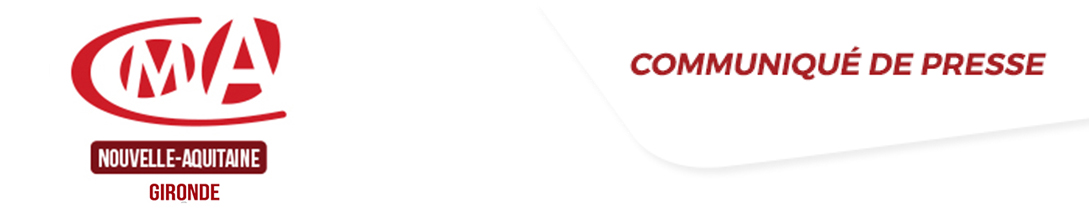 CMA
NOUVELLE-AQUITAINE
GIRONDE
COMMUNIQUÉ DE PRESSE